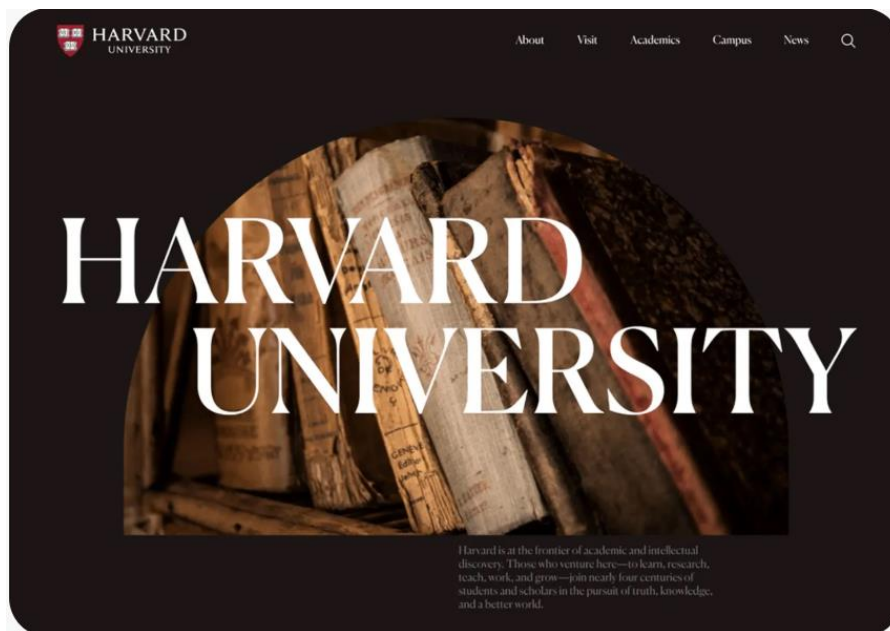 HARVARD
UNIVERSITY
About Visit Academics Campus News
HARVARD
UNIVERSITY
GENEVE
Harvard is at the frontier of academic and intellectual
discovery. Those who venture here—to learn, research,
teach, work, and grow—join nearly four centuries of
students and scholars in the pursuit of truth, knowledge,
and a better world.